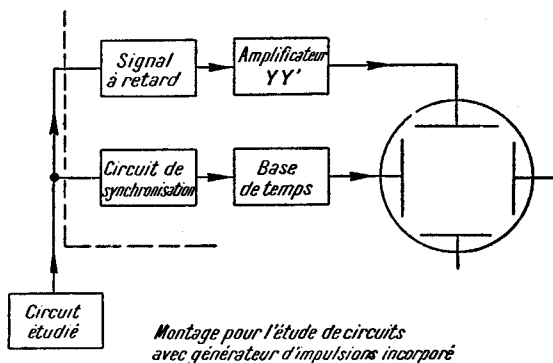 Signal
à retard
Amplificateur
YY'
Circuit de
synchronisation
Base
de temps
Circuit
étudié
Montage pour l'étude de circuits
avec générateur d'impulsions incorporé